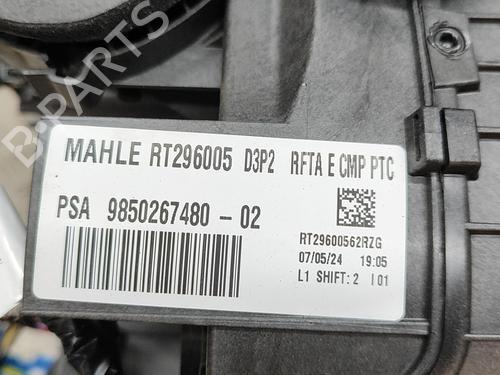 B-PARTS
MAHLE RT296005 D3P2 RFTA E CMP PTC
PSA 9850267480-02
RT29600562RZG
07/05/24 19:05
L1 SHIFT: 2 I01